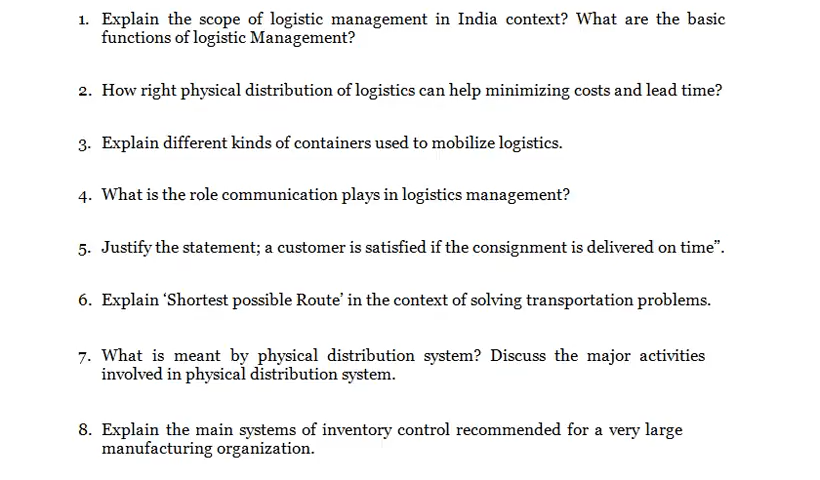 1. Explain the scope of logistic management in India context? What are the basic
functions of logistic Management?
2. How right physical distribution of logistics can help minimizing costs and lead time?
3. Explain different kinds of containers used to mobilize logistics.
4. What is the role communication plays in logistics management?
5. Justify the statement; a customer is satisfied if the consignment is delivered on time”.
6. Explain ‘Shortest possible Route’ in the context of solving transportation problems.
7. What is meant by physical distribution system? Discuss the major activities
involved in physical distribution system.
8. Explain the main systems of inventory control recommended for a very large
manufacturing organization.